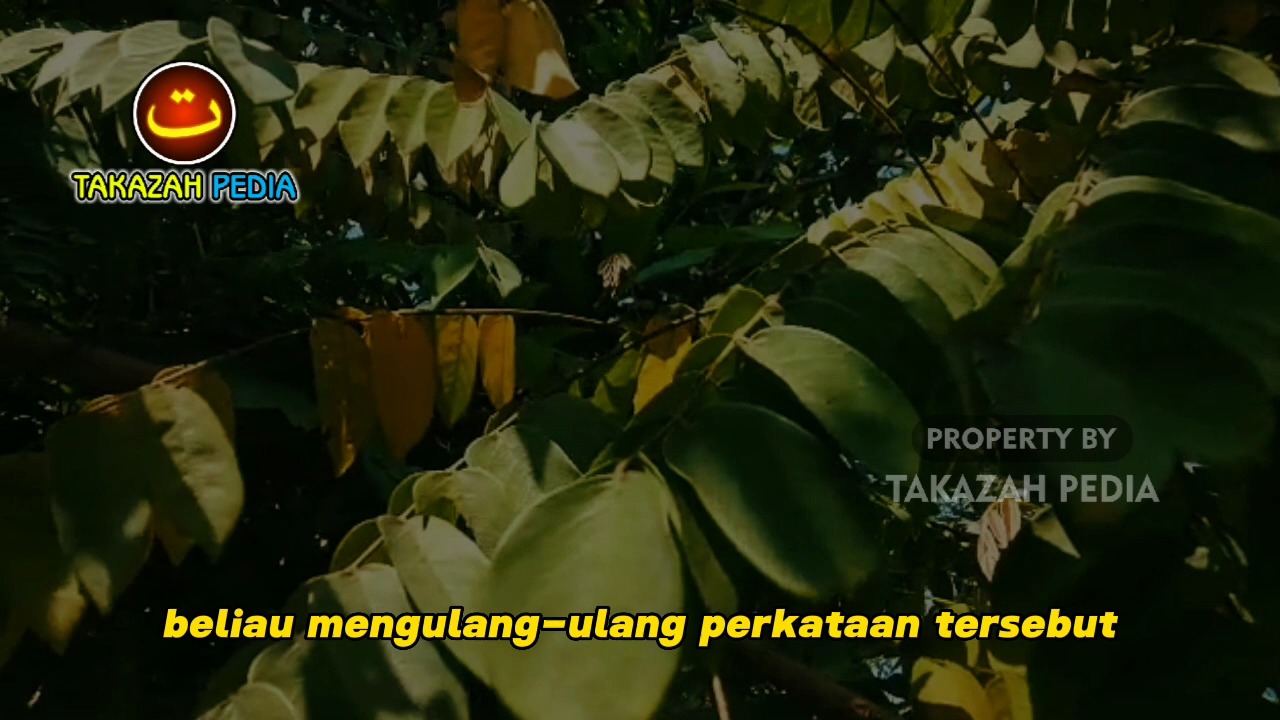 ت
TAKAZAH PEDIA
PROPERTY BY
TAKAZAH PEDIA
beliau mengulang-ulang perkataan tersebut